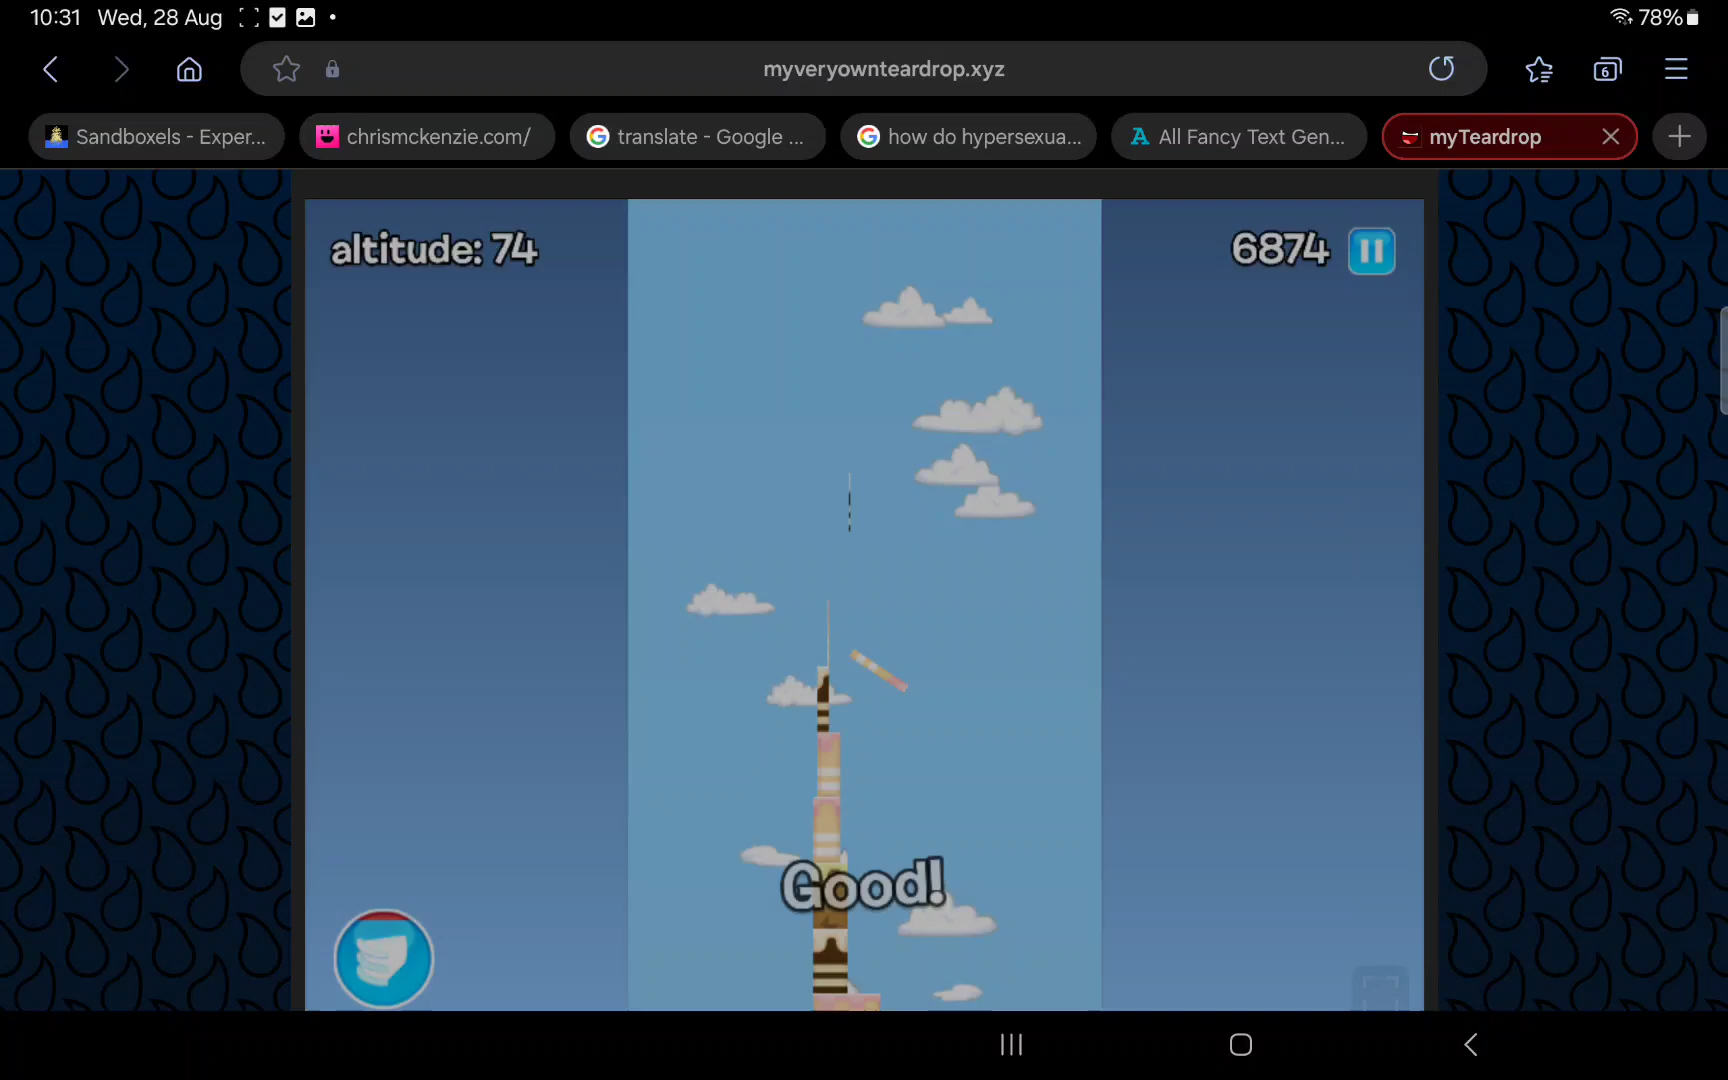 10:31 Wed, 28 Aug
78%
myveryownteardrop.xyz
6
Sandboxels - Exper...
chrismckenzie.com/
translate - Google ...
how do hypersexua...
All Fancy Text Gen...
myTeardrop
altitude: 74
6874
Good!